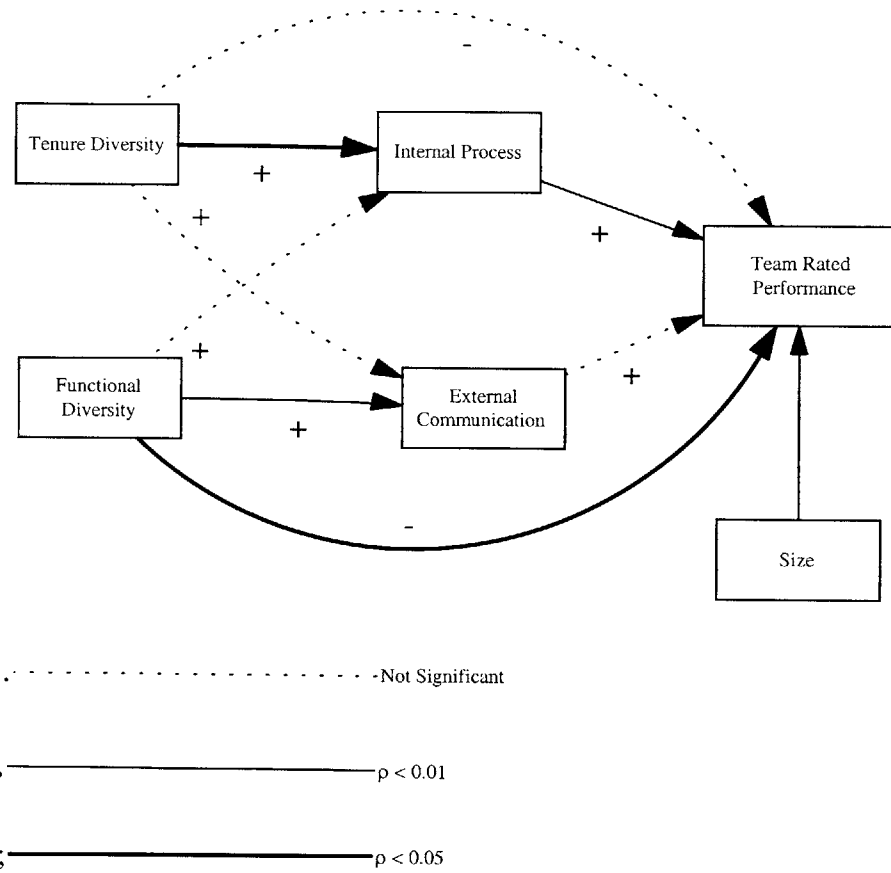 -
Tenure Diversity
Internal Process
+
+
+
Team Rated
Performance
+
+
Functional
Diversity
External
Communication
+
-
Size
Not Significant
ρ < 0.01
ρ < 0.05